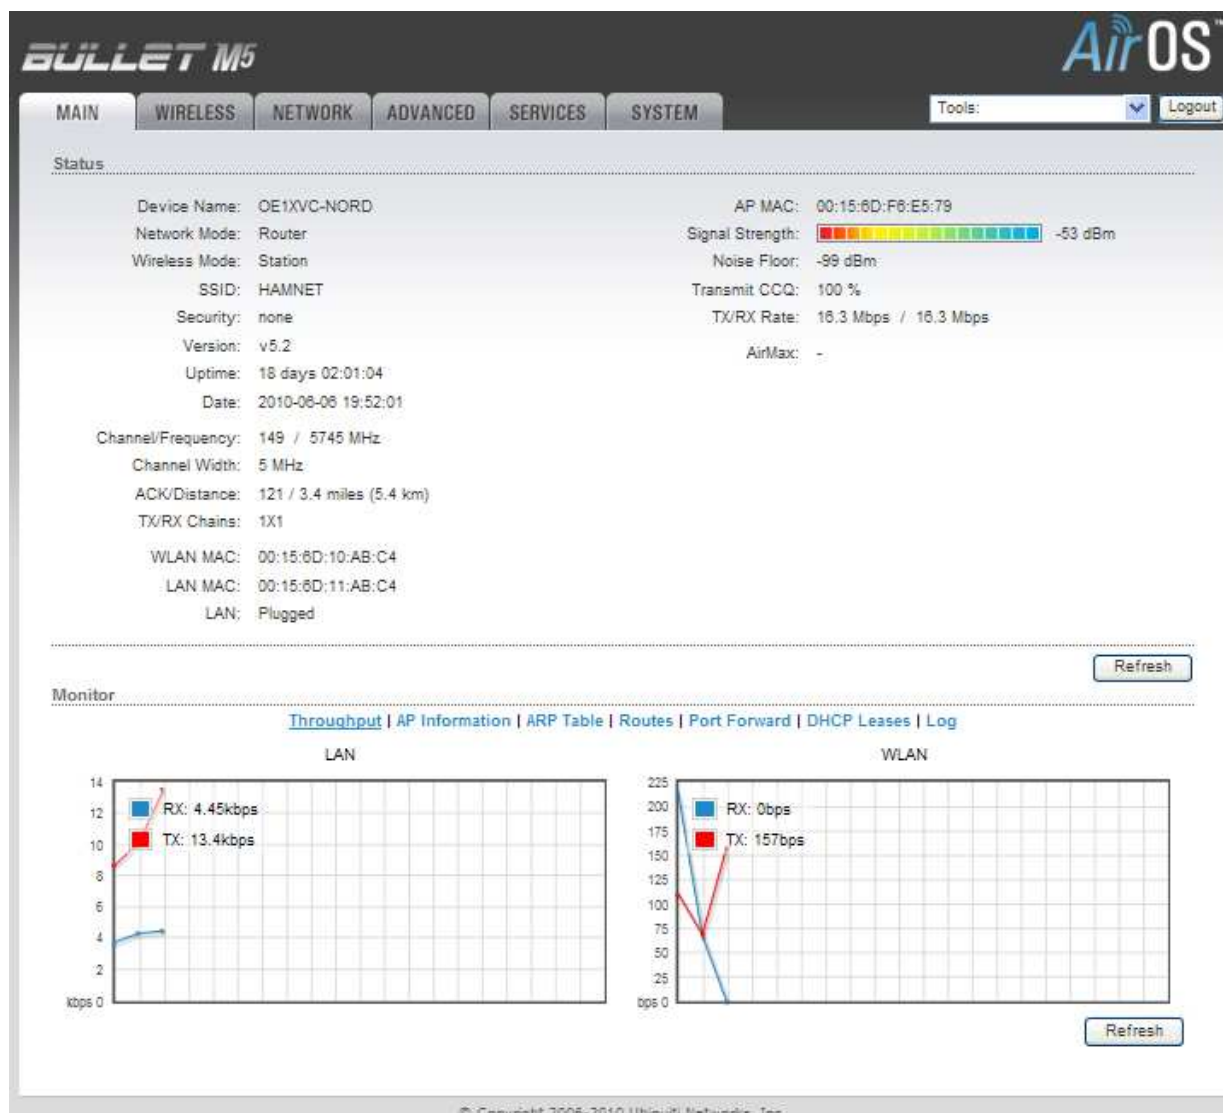 BULLET M5
AirOS™
MAIN WIRELESS NETWORK ADVANCED SERVICES SYSTEM Tools: Logout
Status
Device Name: OE1XVC-NORD
Network Mode: Router
Wireless Mode: Station
SSID: HAMNET
Security: none
Version: v5.2
Uptime: 18 days 02:01:04
Date: 2010-06-06 19:52:01
Channel/Frequency: 149 / 5745 MHz
Channel Width: 5 MHz
ACK/Distance: 121 / 3.4 miles (5.4 km)
TX/RX Chains: 1X1
WLAN MAC: 00:15:6D:10:AB:C4
LAN MAC: 00:15:6D:11:AB:C4
LAN: Plugged
AP MAC: 00:15:6D:F6:E5:79
Signal Strength: -53 dBm
Noise Floor: -99 dBm
Transmit CCQ: 100 %
TX/RX Rate: 16.3 Mbps / 16.3 Mbps
AirMax: -
Refresh
Monitor
Throughput | AP Information | ARP Table | Routes | Port Forward | DHCP Leases | Log
LAN
14
12
10
8
6
4
2
kbps 0
RX: 4.45kbps
TX: 13.4kbps
WLAN
225
200
175
150
125
100
75
50
25
bps 0
RX: 0bps
TX: 157bps
Refresh
© Copyright 2006-2010 Ubiquiti Networks, Inc.